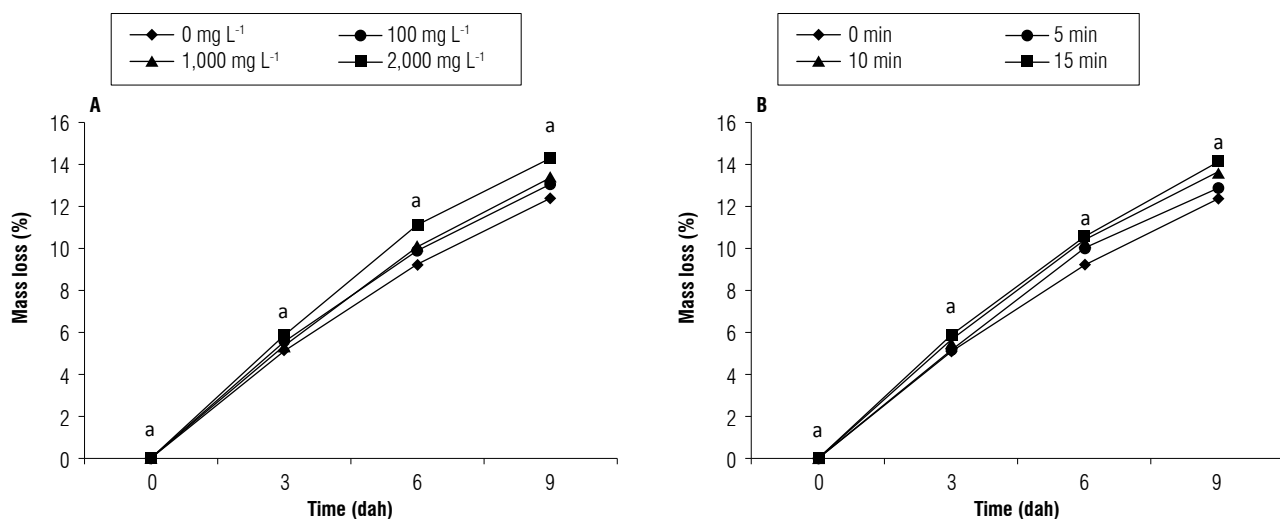 0 mg L⁻¹ 100 mg L⁻¹
1,000 mg L⁻¹ 2,000 mg L⁻¹
A
16
14
12
10
8
6
4
2
0
Mass loss (%)
a
a
a
a
0 3 6 9
Time (dah)
0 min 5 min
10 min 15 min
B
16
14
12
10
8
6
4
2
0
Mass loss (%)
a
a
a
a
0 3 6 9
Time (dah)